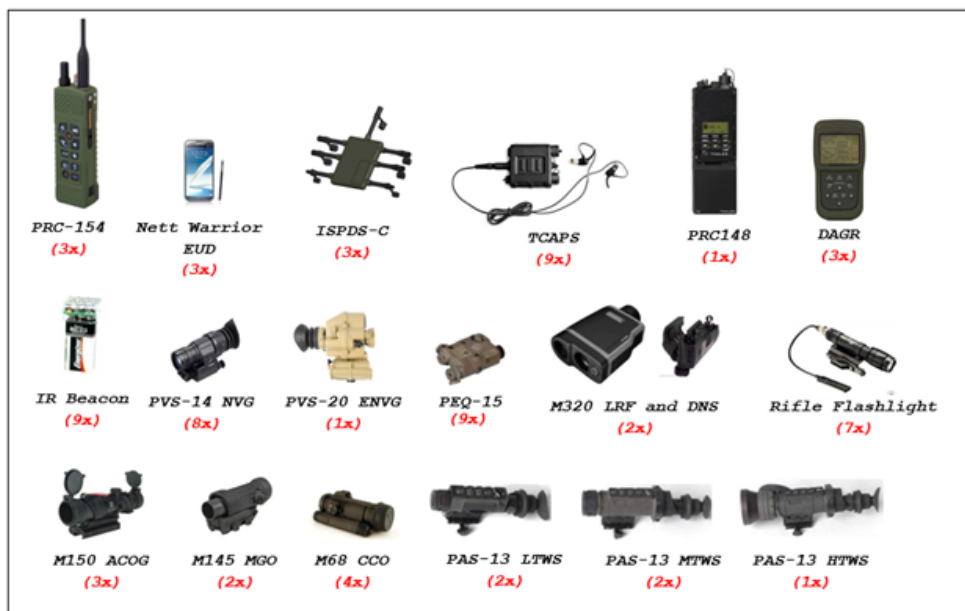 PRC-154
(3x)
Nett Warrior
EUD
(3x)
ISPDS-C
(3x)
TCAPS
(9x)
PRC148
(1x)
DAGR
(3x)
IR Beacon
(9x)
PVS-14 NVG
(8x)
PVS-20 ENVG
(1x)
PEQ-15
(9x)
M320 LRF and DNS
(2x)
Rifle Flashlight
(7x)
M150 ACOG
(3x)
M145 MGO
(2x)
M68 CCO
(4x)
PAS-13 LTWS
(2x)
PAS-13 MTWS
(2x)
PAS-13 HTWS
(1x)